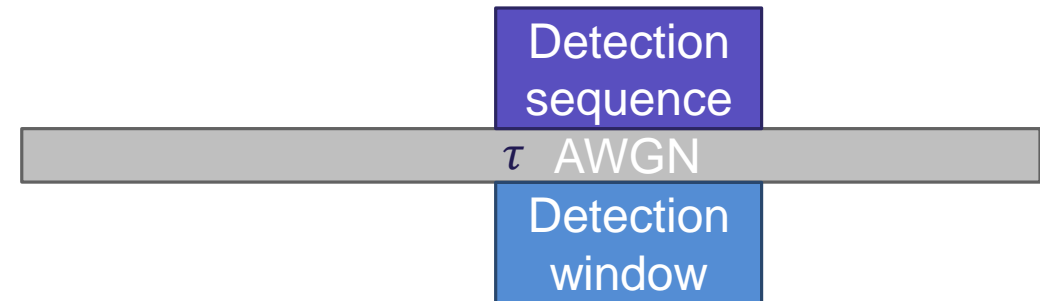 Detection
sequence
τ AWGN
Detection
window